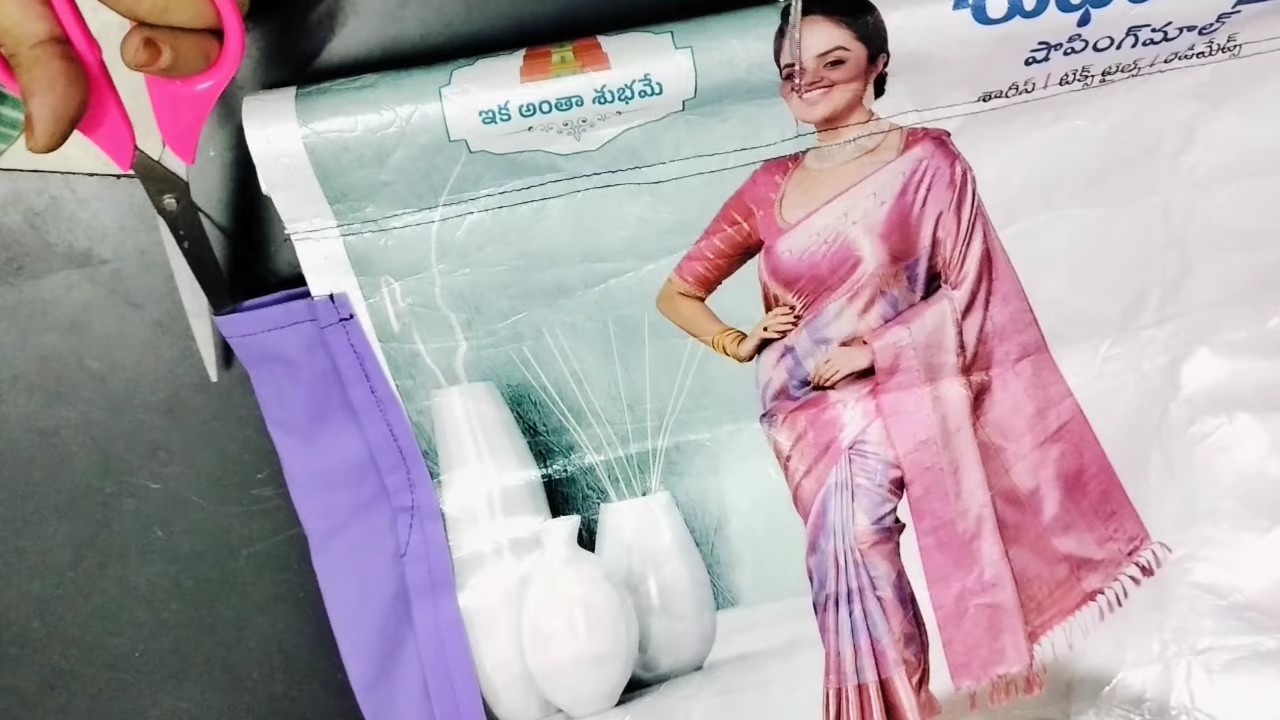 ఇక అంతా శుభమే
షాపింగ్‌మాల్
శారీస్ / టెక్స్‌టైల్స్ / రెడీమేడ్స్